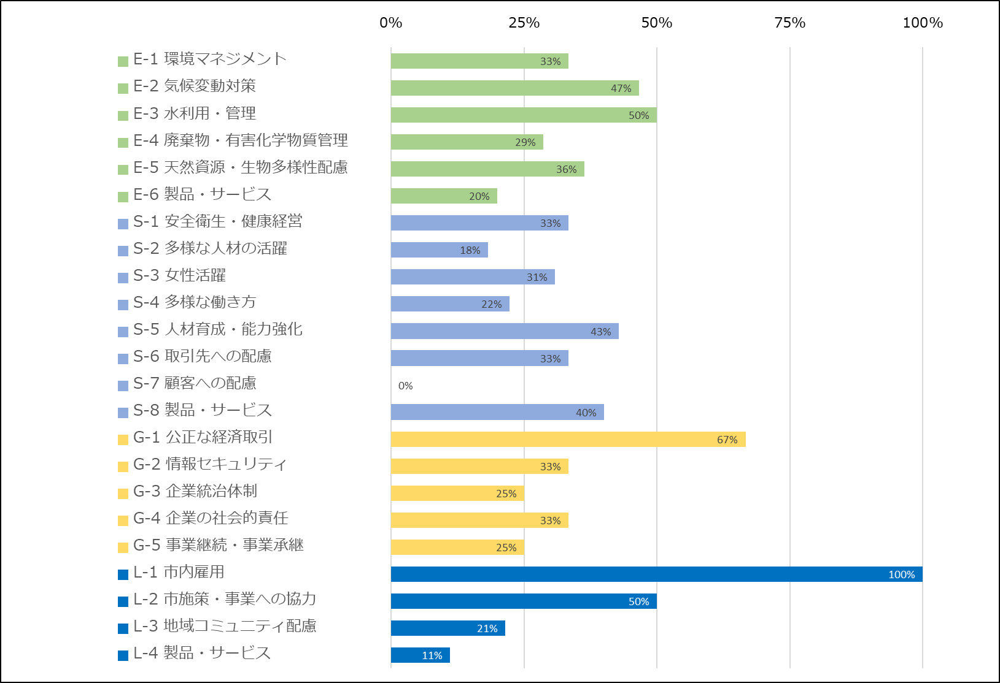 0% 25% 50% 75% 100%
E-1 環境マネジメント 33%
E-2 気候変動対策 47%
E-3 水利用・管理 50%
E-4 廃棄物・有害化学物質管理 29%
E-5 天然資源・生物多様性配慮 36%
E-6 製品・サービス 20%
S-1 安全衛生・健康経営 33%
S-2 多様な人材の活躍 18%
S-3 女性活躍 31%
S-4 多様な働き方 22%
S-5 人材育成・能力強化 43%
S-6 取引先への配慮 33%
S-7 顧客への配慮 0%
S-8 製品・サービス 40%
G-1 公正な経済取引 67%
G-2 情報セキュリティ 33%
G-3 企業統治体制 25%
G-4 企業の社会的責任 33%
G-5 事業継続・事業承継 25%
L-1 市内雇用 100%
L-2 市施策・事業への協力 50%
L-3 地域コミュニティ配慮 21%
L-4 製品・サービス 11%